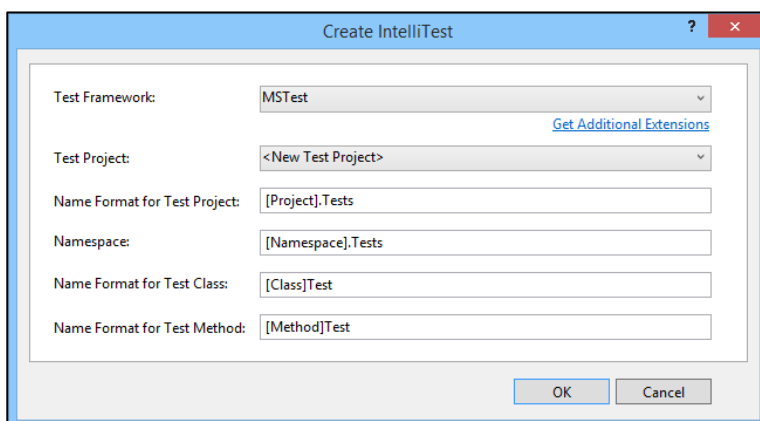 Create IntelliTest
?
×
Test Framework:
MSTest
Get Additional Extensions
Test Project:
<New Test Project>
Name Format for Test Project:
[Project].Tests
Namespace:
[Namespace].Tests
Name Format for Test Class:
[Class]Test
Name Format for Test Method:
[Method]Test
OK
Cancel